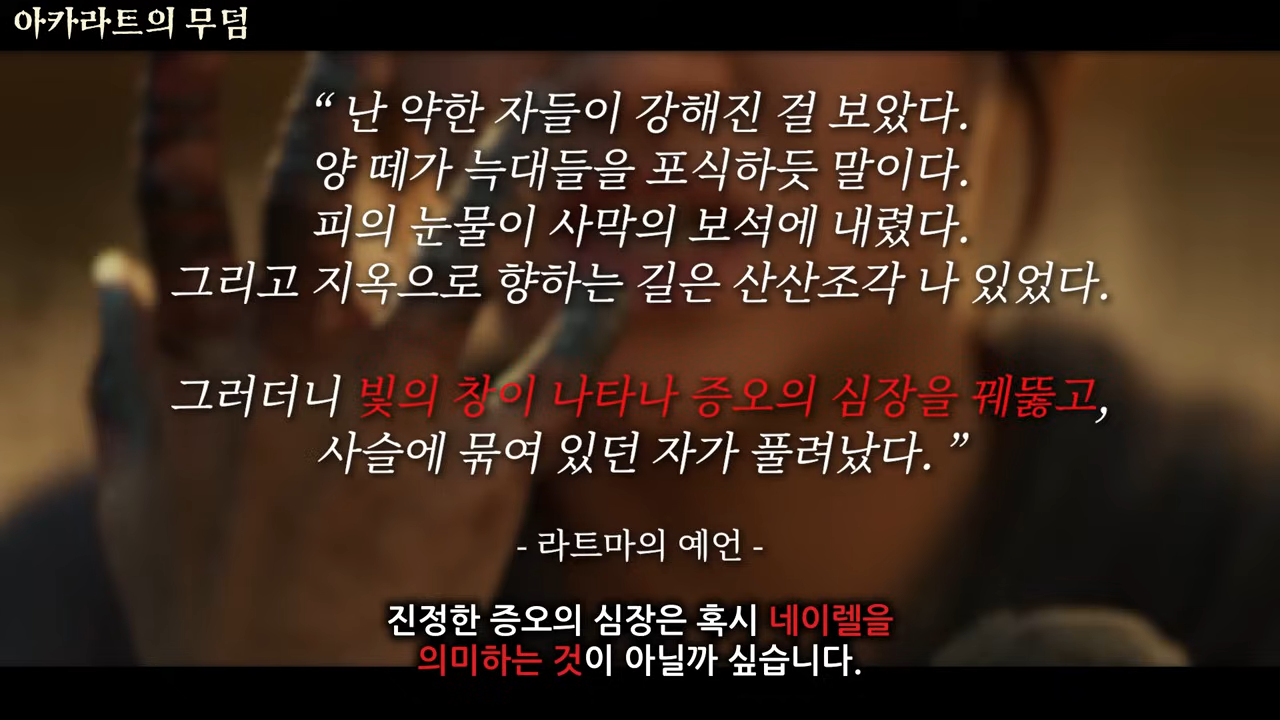 아카라트의 무덤
“ 난 약한 자들이 강해진 걸 보았다.
양 떼가 늑대들을 포식하듯 말이다.
피의 눈물이 사막의 보석에 내렸다.
그리고 지옥으로 향하는 길은 산산조각 나 있었다.
그러더니 빛의 창이 나타나 증오의 심장을 꿰뚫고,
사슬에 묶여 있던 자가 풀려났다. ”
- 라트마의 예언 -
진정한 증오의 심장은 혹시 네이렐을
의미하는 것이 아닐까 싶습니다.